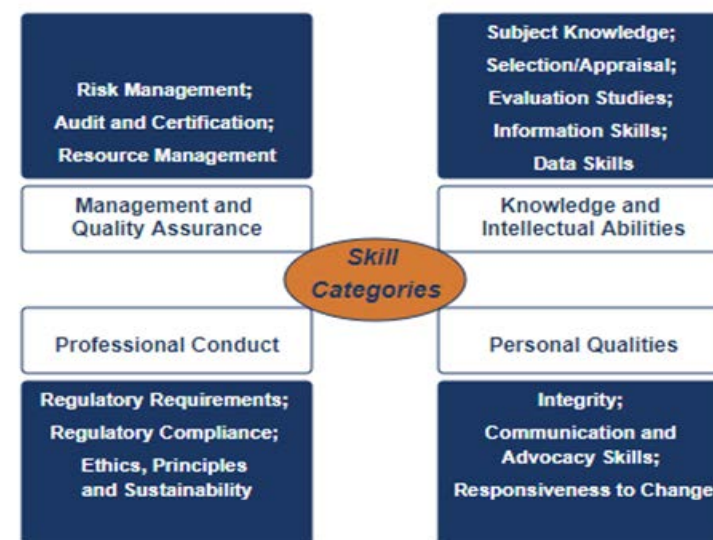 Risk Management;
Audit and Certification;
Resource Management
Management and
Quality Assurance
Subject Knowledge;
Selection/Appraisal;
Evaluation Studies;
Information Skills;
Data Skills
Knowledge and
Intellectual Abilities
Skill
Categories
Professional Conduct
Regulatory Requirements;
Regulatory Compliance;
Ethics, Principles
and Sustainability
Personal Qualities
Integrity;
Communication and
Advocacy Skills;
Responsiveness to Change